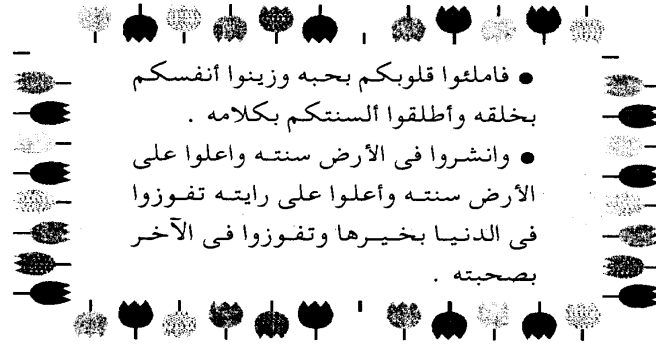 ● فاملئوا قلوبكم بحبه وزينوا أنفسكم
بخلقه وأطلقوا ألسنتكم بكلامه .
● وانشروا فى الأرض سنته واعلوا على
الأرض سنته وأعلوا على رايته تفوزوا
فى الدنيا بخيرها وتفوزوا فى الآخر
بصحبته .